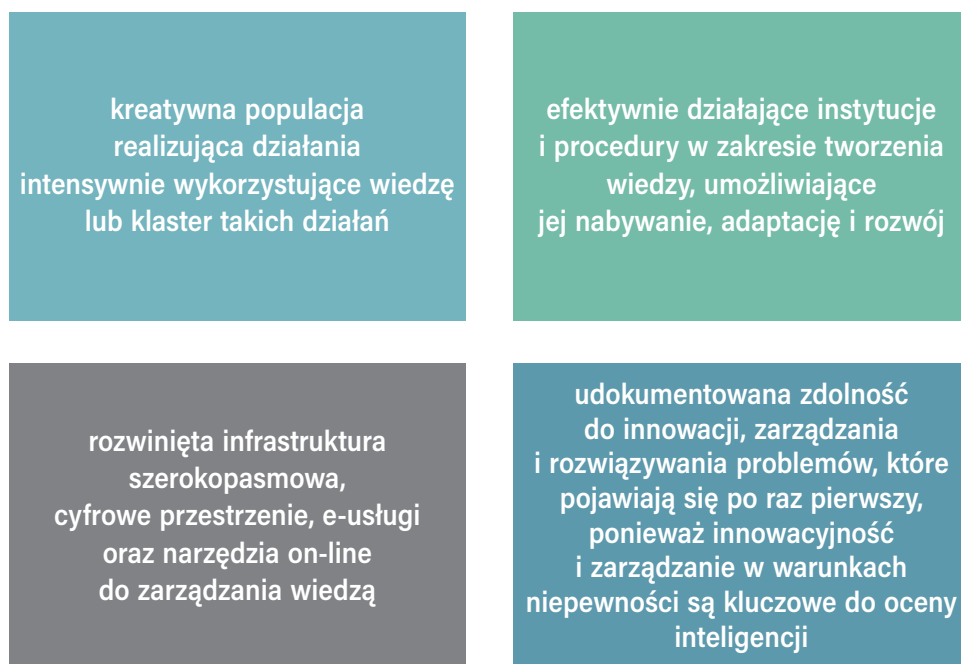 kreatywna populacja
realizująca działania
intensywnie wykorzystujące wiedzę
lub klaster takich działań
efektywnie działające instytucje
i procedury w zakresie tworzenia
wiedzy, umożliwiające
jej nabywanie, adaptację i rozwój
rozwinięta infrastruktura
szerokopasmowa,
cyfrowe przestrzenie, e-usługi
oraz narzędzia on-line
do zarządzania wiedzą
udokumentowana zdolność
do innowacji, zarządzania
i rozwiązywania problemów, które
pojawiają się po raz pierwszy,
ponieważ innowacyjność
i zarządzanie w warunkach
niepewności są kluczowe do oceny
inteligencji